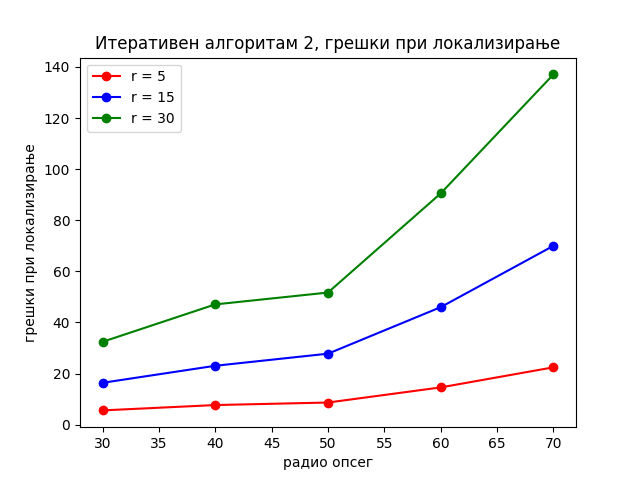 Итеративен алгоритам 2, грешки при локализирање
r = 5
r = 15
r = 30
грешки при локализирање
140
120
100
80
60
40
20
0
30 35 40 45 50 55 60 65 70
радио опсег